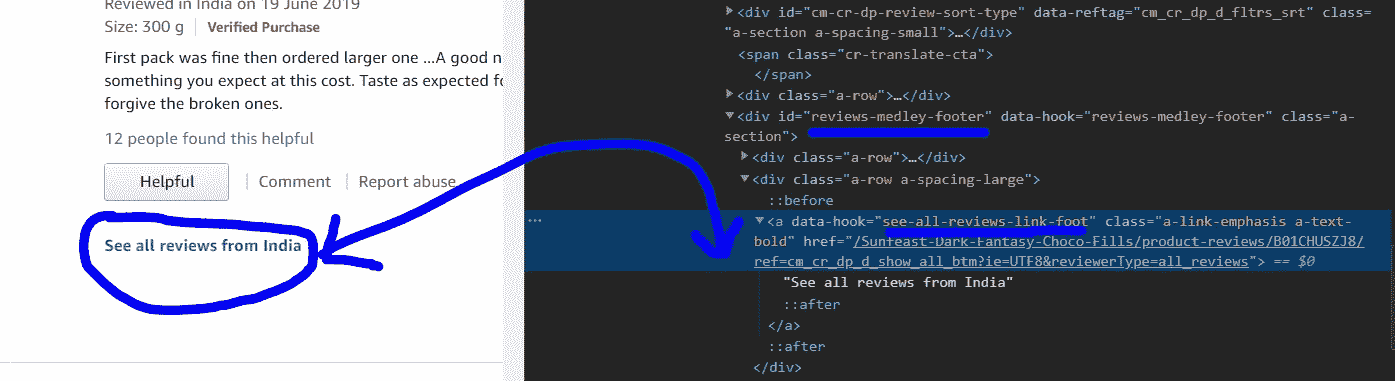 Reviewed in India on 19 June 2019
Size: 300 g | Verified Purchase
First pack was fine then ordered larger one ...A good n
something you expect at this cost. Taste as expected fo
forgive the broken ones.
12 people found this helpful
Helpful | Comment | Report abuse
See all reviews from India
<div id="cm-cr-dp-review-sort-type" data-reftag="cm_cr_dp_d_fltrs_srt" class=
"a-section a-spacing-small">…</div>
<span class="cr-translate-cta">
</span>
<div class="a-row">…</div>
<div id="reviews-medley-footer" data-hook="reviews-medley-footer" class="a-
section">
<div class="a-row">…</div>
<div class="a-row a-spacing-large">
::before
<a data-hook="see-all-reviews-link-foot" class="a-link-emphasis a-text-
bold" href="/Sunfeast-Dark-Fantasy-Choco-Fills/product-reviews/B01CHUSZJ8/
ref=cm_cr_dp_d_show_all_btm?ie=UTF8&reviewerType=all_reviews"> == $0
"See all reviews from India"
::after
</a>
::after
</div>